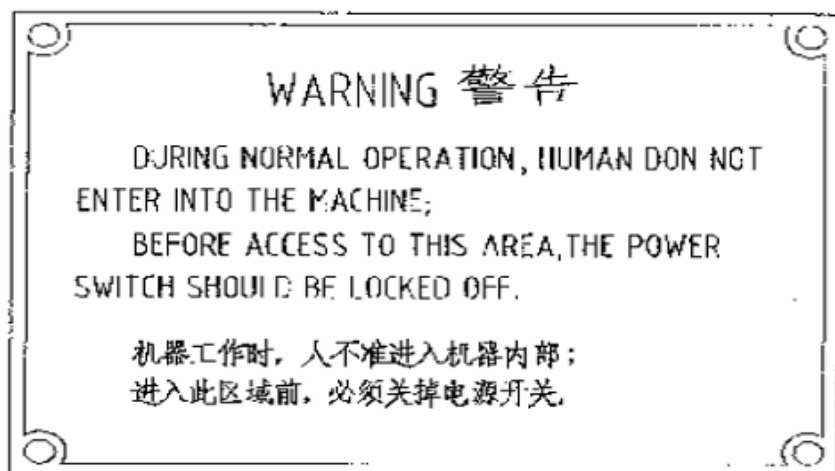 WARNING 警告
DURING NORMAL OPERATION, HUMAN DON NOT
ENTER INTO THE MACHINE;
BEFORE ACCESS TO THIS AREA,THE POWER
SWITCH SHOULD BE LOCKED OFF.
机器工作时，人不准进入机器内部；
进入此区域前，必须关掉电源开关.